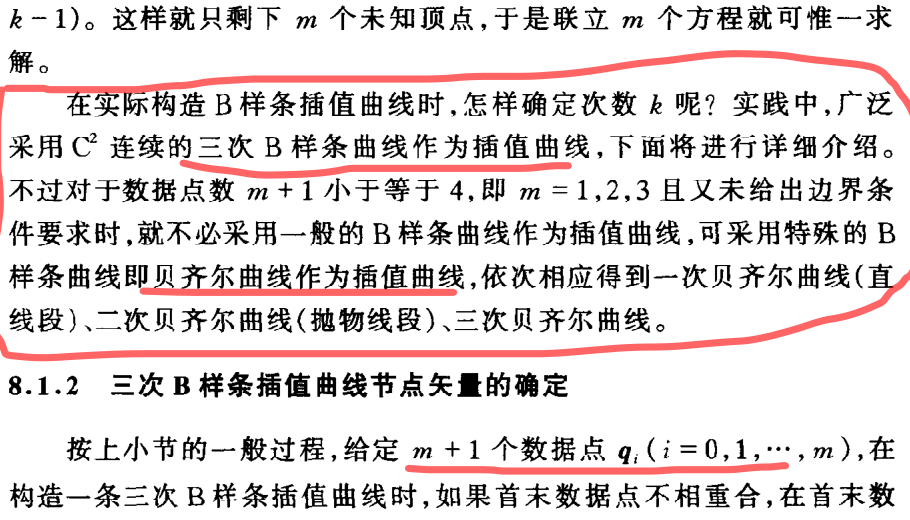 k－1)。这样就只剩下 m 个未知顶点,于是联立 m 个方程就可惟一求
解。
在实际构造 B 样条插值曲线时,怎样确定次数 k 呢? 实践中,广泛
采用 C² 连续的三次 B 样条曲线作为插值曲线,下面将进行详细介绍。
不过对于数据点数 m + 1 小于等于 4,即 m = 1,2,3 且又未给出边界条
件要求时,就不必采用一般的 B 样条曲线作为插值曲线,可采用特殊的 B
样条曲线即贝齐尔曲线作为插值曲线,依次相应得到一次贝齐尔曲线(直
线段)、二次贝齐尔曲线(抛物线段)、三次贝齐尔曲线。
8.1.2 三次 B 样条插值曲线节点矢量的确定
按上小节的一般过程,给定 m + 1 个数据点 qᵢ(i = 0,1,⋯,m),在
构造一条三次 B 样条插值曲线时,如果首末数据点不相重合,在首末数